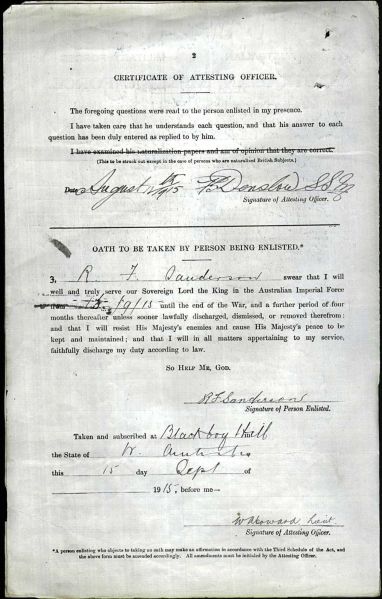 2
CERTIFICATE OF ATTESTING OFFICER.
The foregoing questions were read to the person enlisted in my presence.
I have taken care that he understands each question, and that his answer to each
question has been duly entered as replied to by him.
I have examined his naturalization papers and am of opinion that they are correct.
(This to be struck out except in the case of persons who are naturalized British Subjects.)
Date August 15 F. Denslow
Signature of Attesting Officer.
OATH TO BE TAKEN BY PERSON BEING ENLISTED.*
I, R. F. Sanderson swear that I will
well and truly serve our Sovereign Lord the King in the Australian Imperial Force
from /9/15 until the end of the War, and a further period of four
months thereafter unless sooner lawfully discharged, dismissed, or removed therefrom;
and that I will resist His Majesty's enemies and cause His Majesty's peace to be
kept and maintained; and that I will in all matters appertaining to my service,
faithfully discharge my duty according to law.
SO HELP ME, GOD.
R F Sanderson
Signature of Person Enlisted.
Taken and subscribed at Blackboy Hill
the State of W.
this 15 day Sept of
1915, before me—
W Howard Lieut
Signature of Attesting Officer.
*A person enlisting who objects to taking an oath may make an affirmation in accordance with the Third Schedule of the Act, and
the above form must be amended accordingly. All amendments must be initialed by the Attesting Officer.